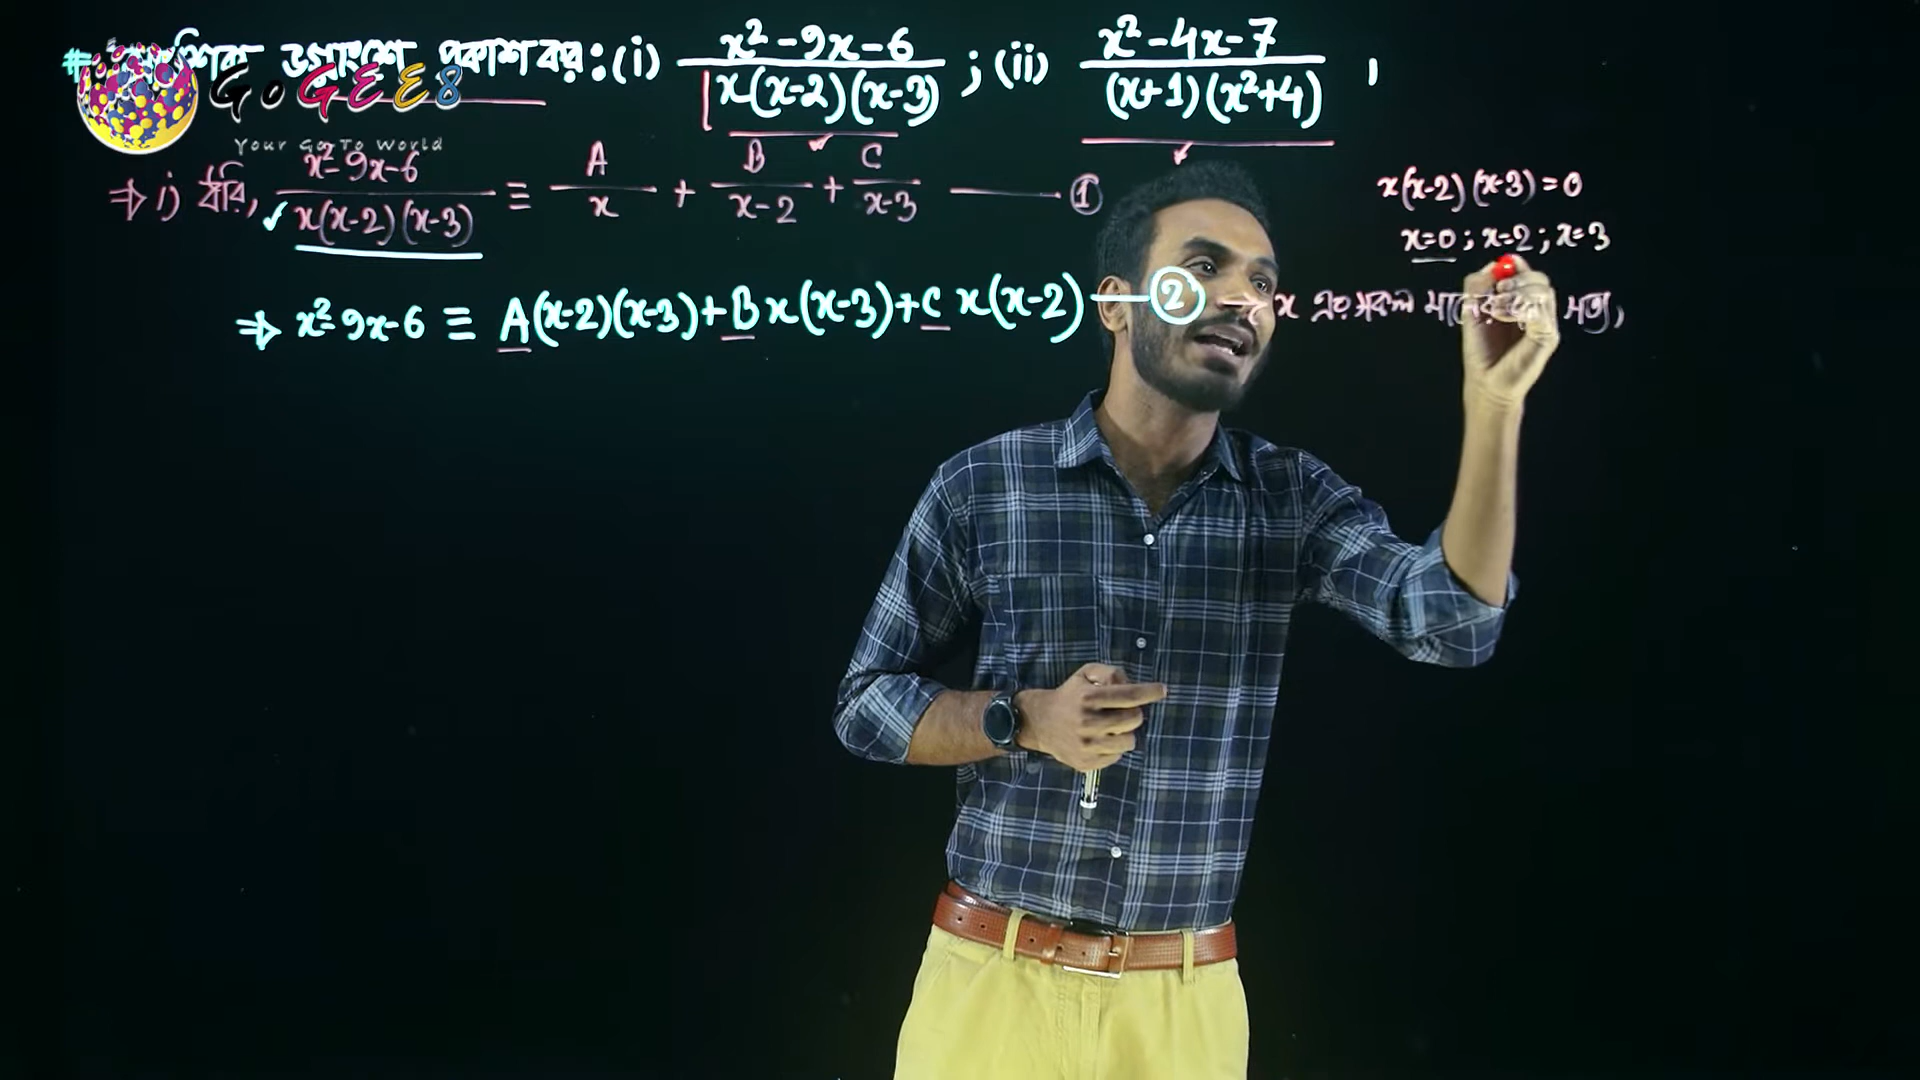 # ভগ্নাংশে প্রকাশ কর : (i) x² - 9x - 6 / x(x-2)(x-3) ; (ii) x² - 4x - 7 / (x+1)(x²+4) ,
GoGEE8
Your Go To World
⇒ i) ধরি, x² - 9x - 6 / x(x-2)(x-3) ≡ A/x + B/x-2 + C/x-3 — ①
x(x-2)(x-3) = 0
x=0 ; x=2 ; x=3
⇒ x² - 9x - 6 ≡ A(x-2)(x-3) + B x(x-3) + C x(x-2) — ② → x এর সকল মানের জন্য সত্য,